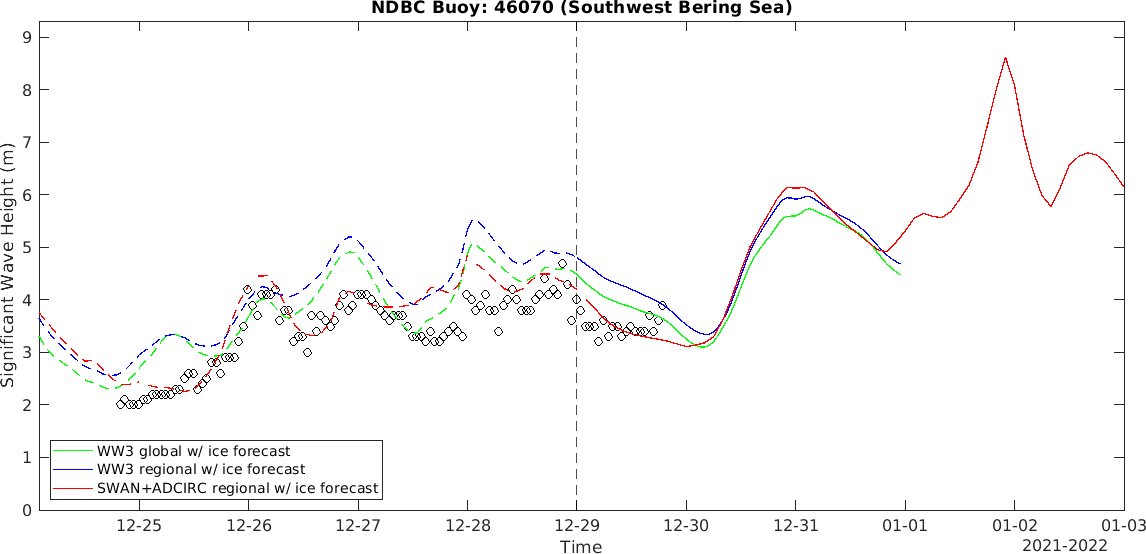 NDBC Buoy: 46070 (Southwest Bering Sea)
Significant Wave Height (m)
9
8
7
6
5
4
3
2
1
0
WW3 global w/ ice forecast
WW3 regional w/ ice forecast
SWAN+ADCIRC regional w/ ice forecast
12-25 12-26 12-27 12-28 12-29 12-30 12-31 01-01 01-02 01-03
Time
2021-2022